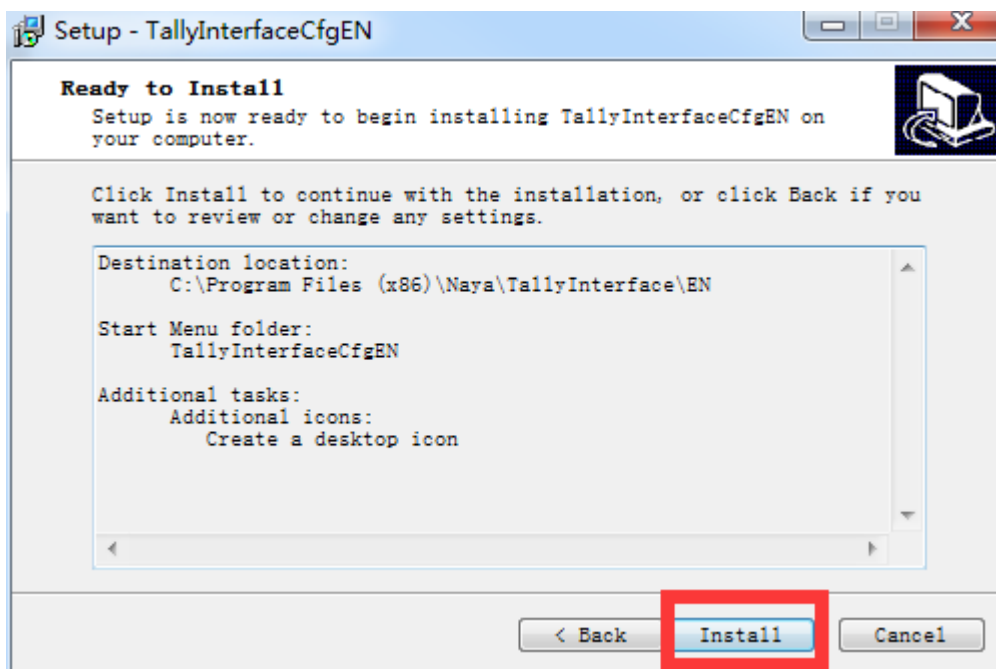 Setup - TallyInterfaceCfgEN
Ready to Install
Setup is now ready to begin installing TallyInterfaceCfgEN on
your computer.
Click Install to continue with the installation, or click Back if you
want to review or change any settings.
Destination location:
C:\Program Files (x86)\Naya\TallyInterface\EN
Start Menu folder:
TallyInterfaceCfgEN
Additional tasks:
Additional icons:
Create a desktop icon
< Back
Install
Cancel